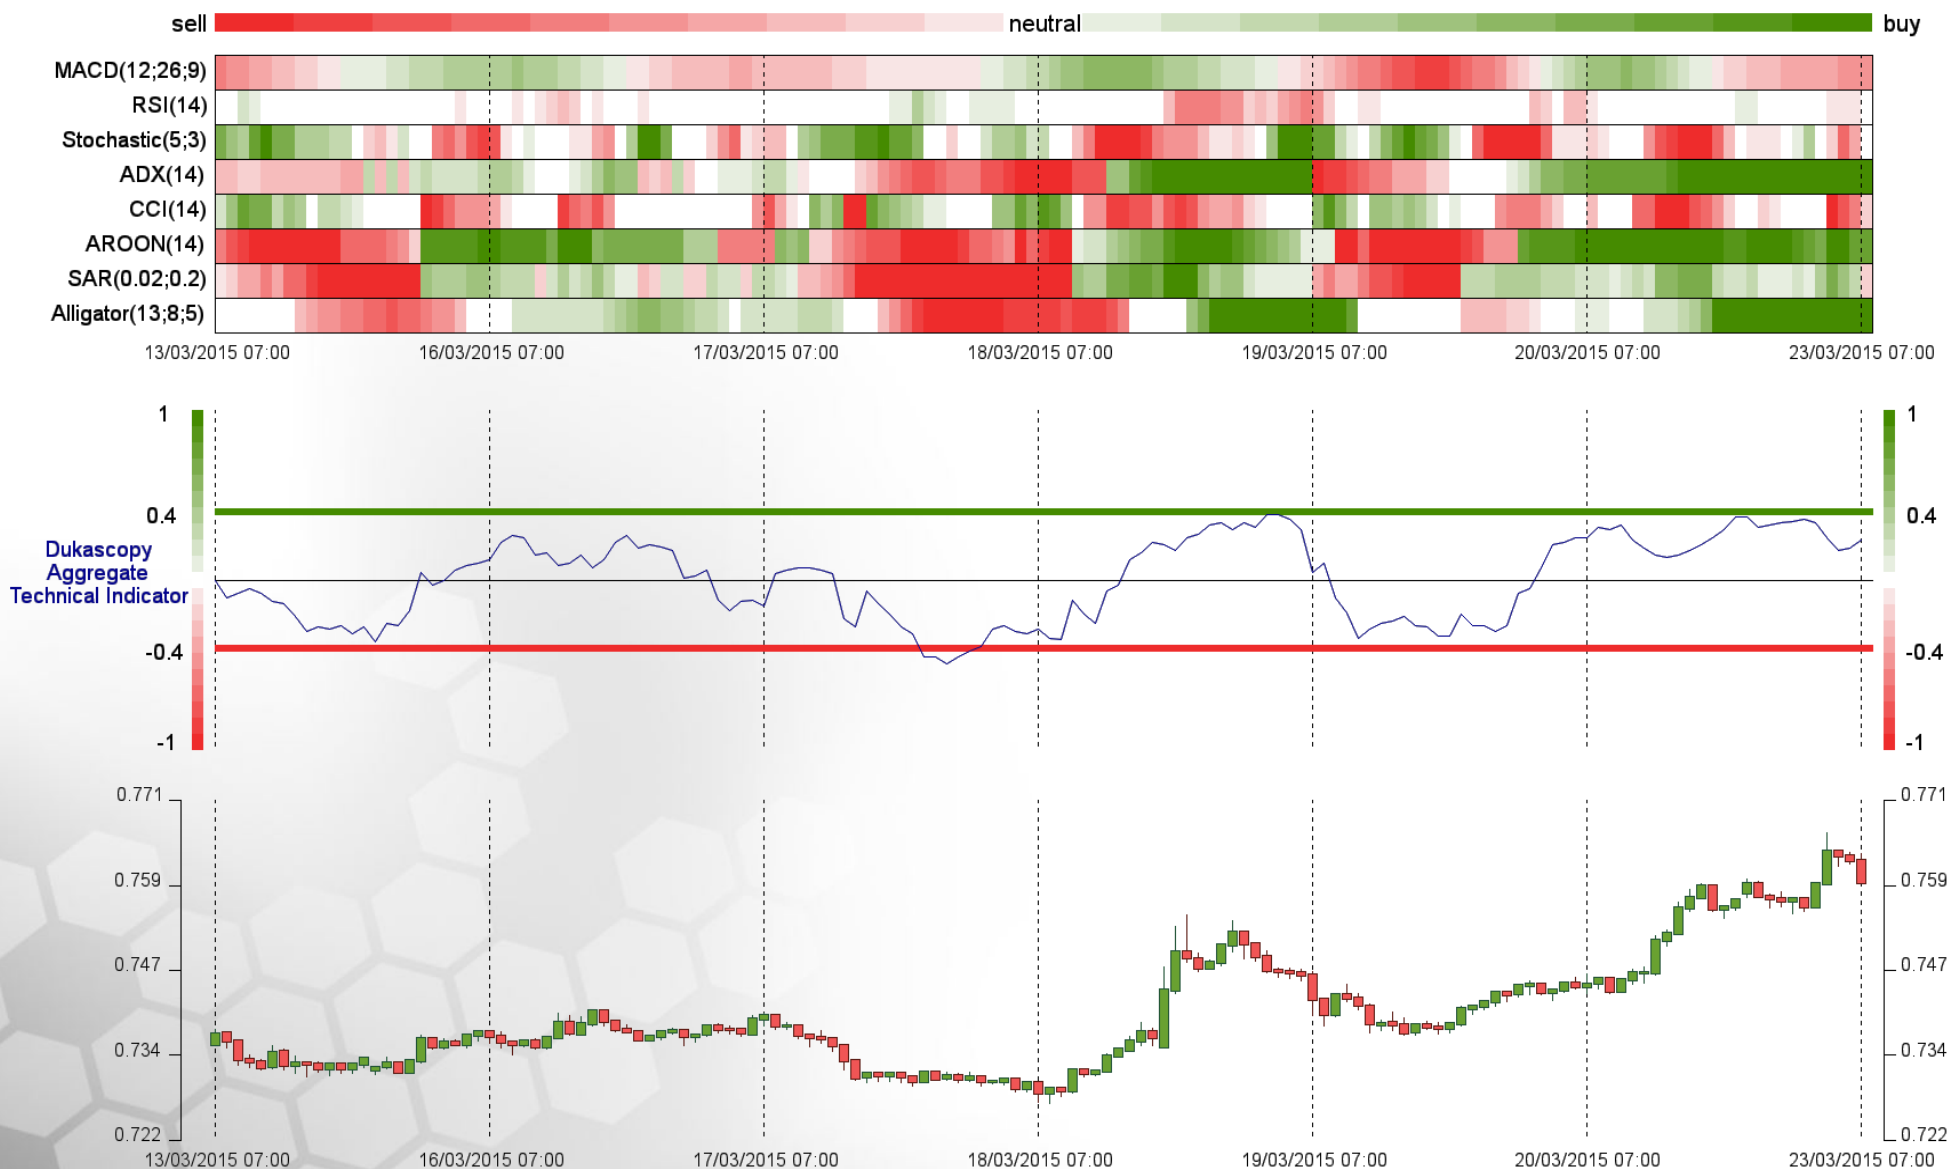 sell neutral buy
MACD(12;26;9)
RSI(14)
Stochastic(5;3)
ADX(14)
CCI(14)
AROON(14)
SAR(0.02;0.2)
Alligator(13;8;5)
13/03/2015 07:00 16/03/2015 07:00 17/03/2015 07:00 18/03/2015 07:00 19/03/2015 07:00 20/03/2015 07:00 23/03/2015 07:00
1 1
0.4 0.4
Dukascopy
Aggregate
Technical Indicator
-0.4 -0.4
-1 -1
0.771 0.771
0.759 0.759
0.747 0.747
0.734 0.734
0.722 0.722
13/03/2015 07:00 16/03/2015 07:00 17/03/2015 07:00 18/03/2015 07:00 19/03/2015 07:00 20/03/2015 07:00 23/03/2015 07:00